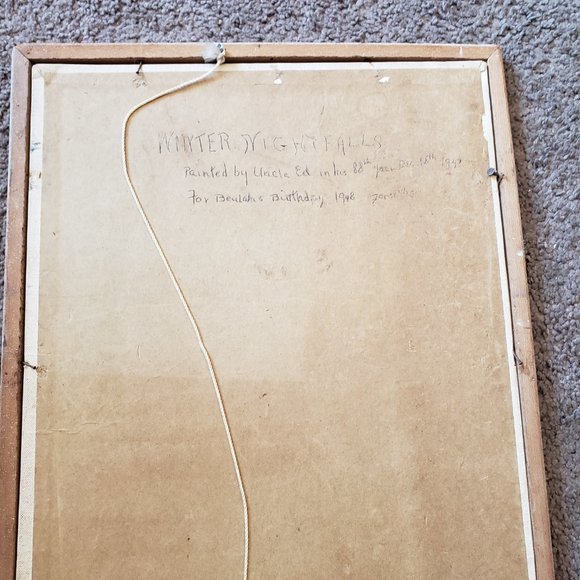 WINTER NIGHTFALLS
Painted by Uncle Ed in his 88th year Dec 18th
For Beulah's Birthday 1948